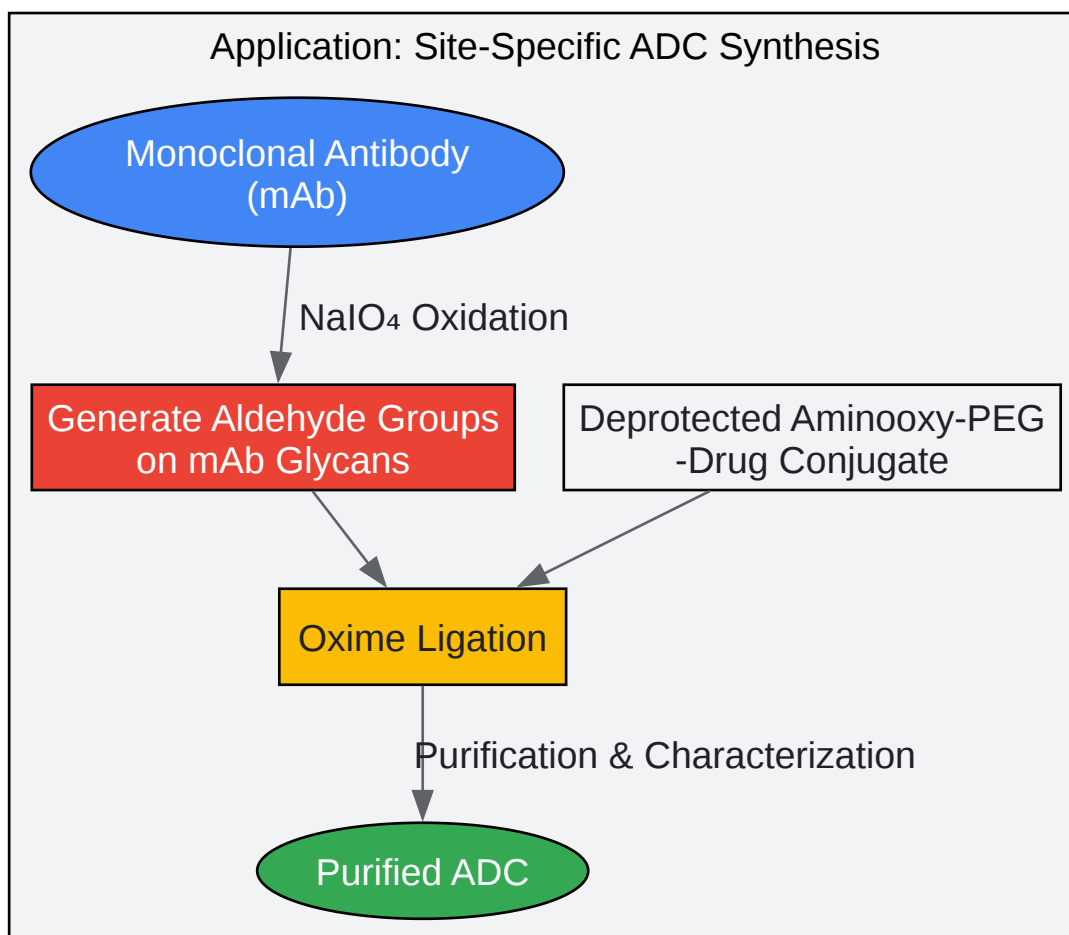 Application: Site-Specific ADC Synthesis
Monoclonal Antibody
(mAb)
NaIO₄ Oxidation
Generate Aldehyde Groups
on mAb Glycans
Deprotected Aminooxy-PEG
-Drug Conjugate
Oxime Ligation
Purification & Characterization
Purified ADC